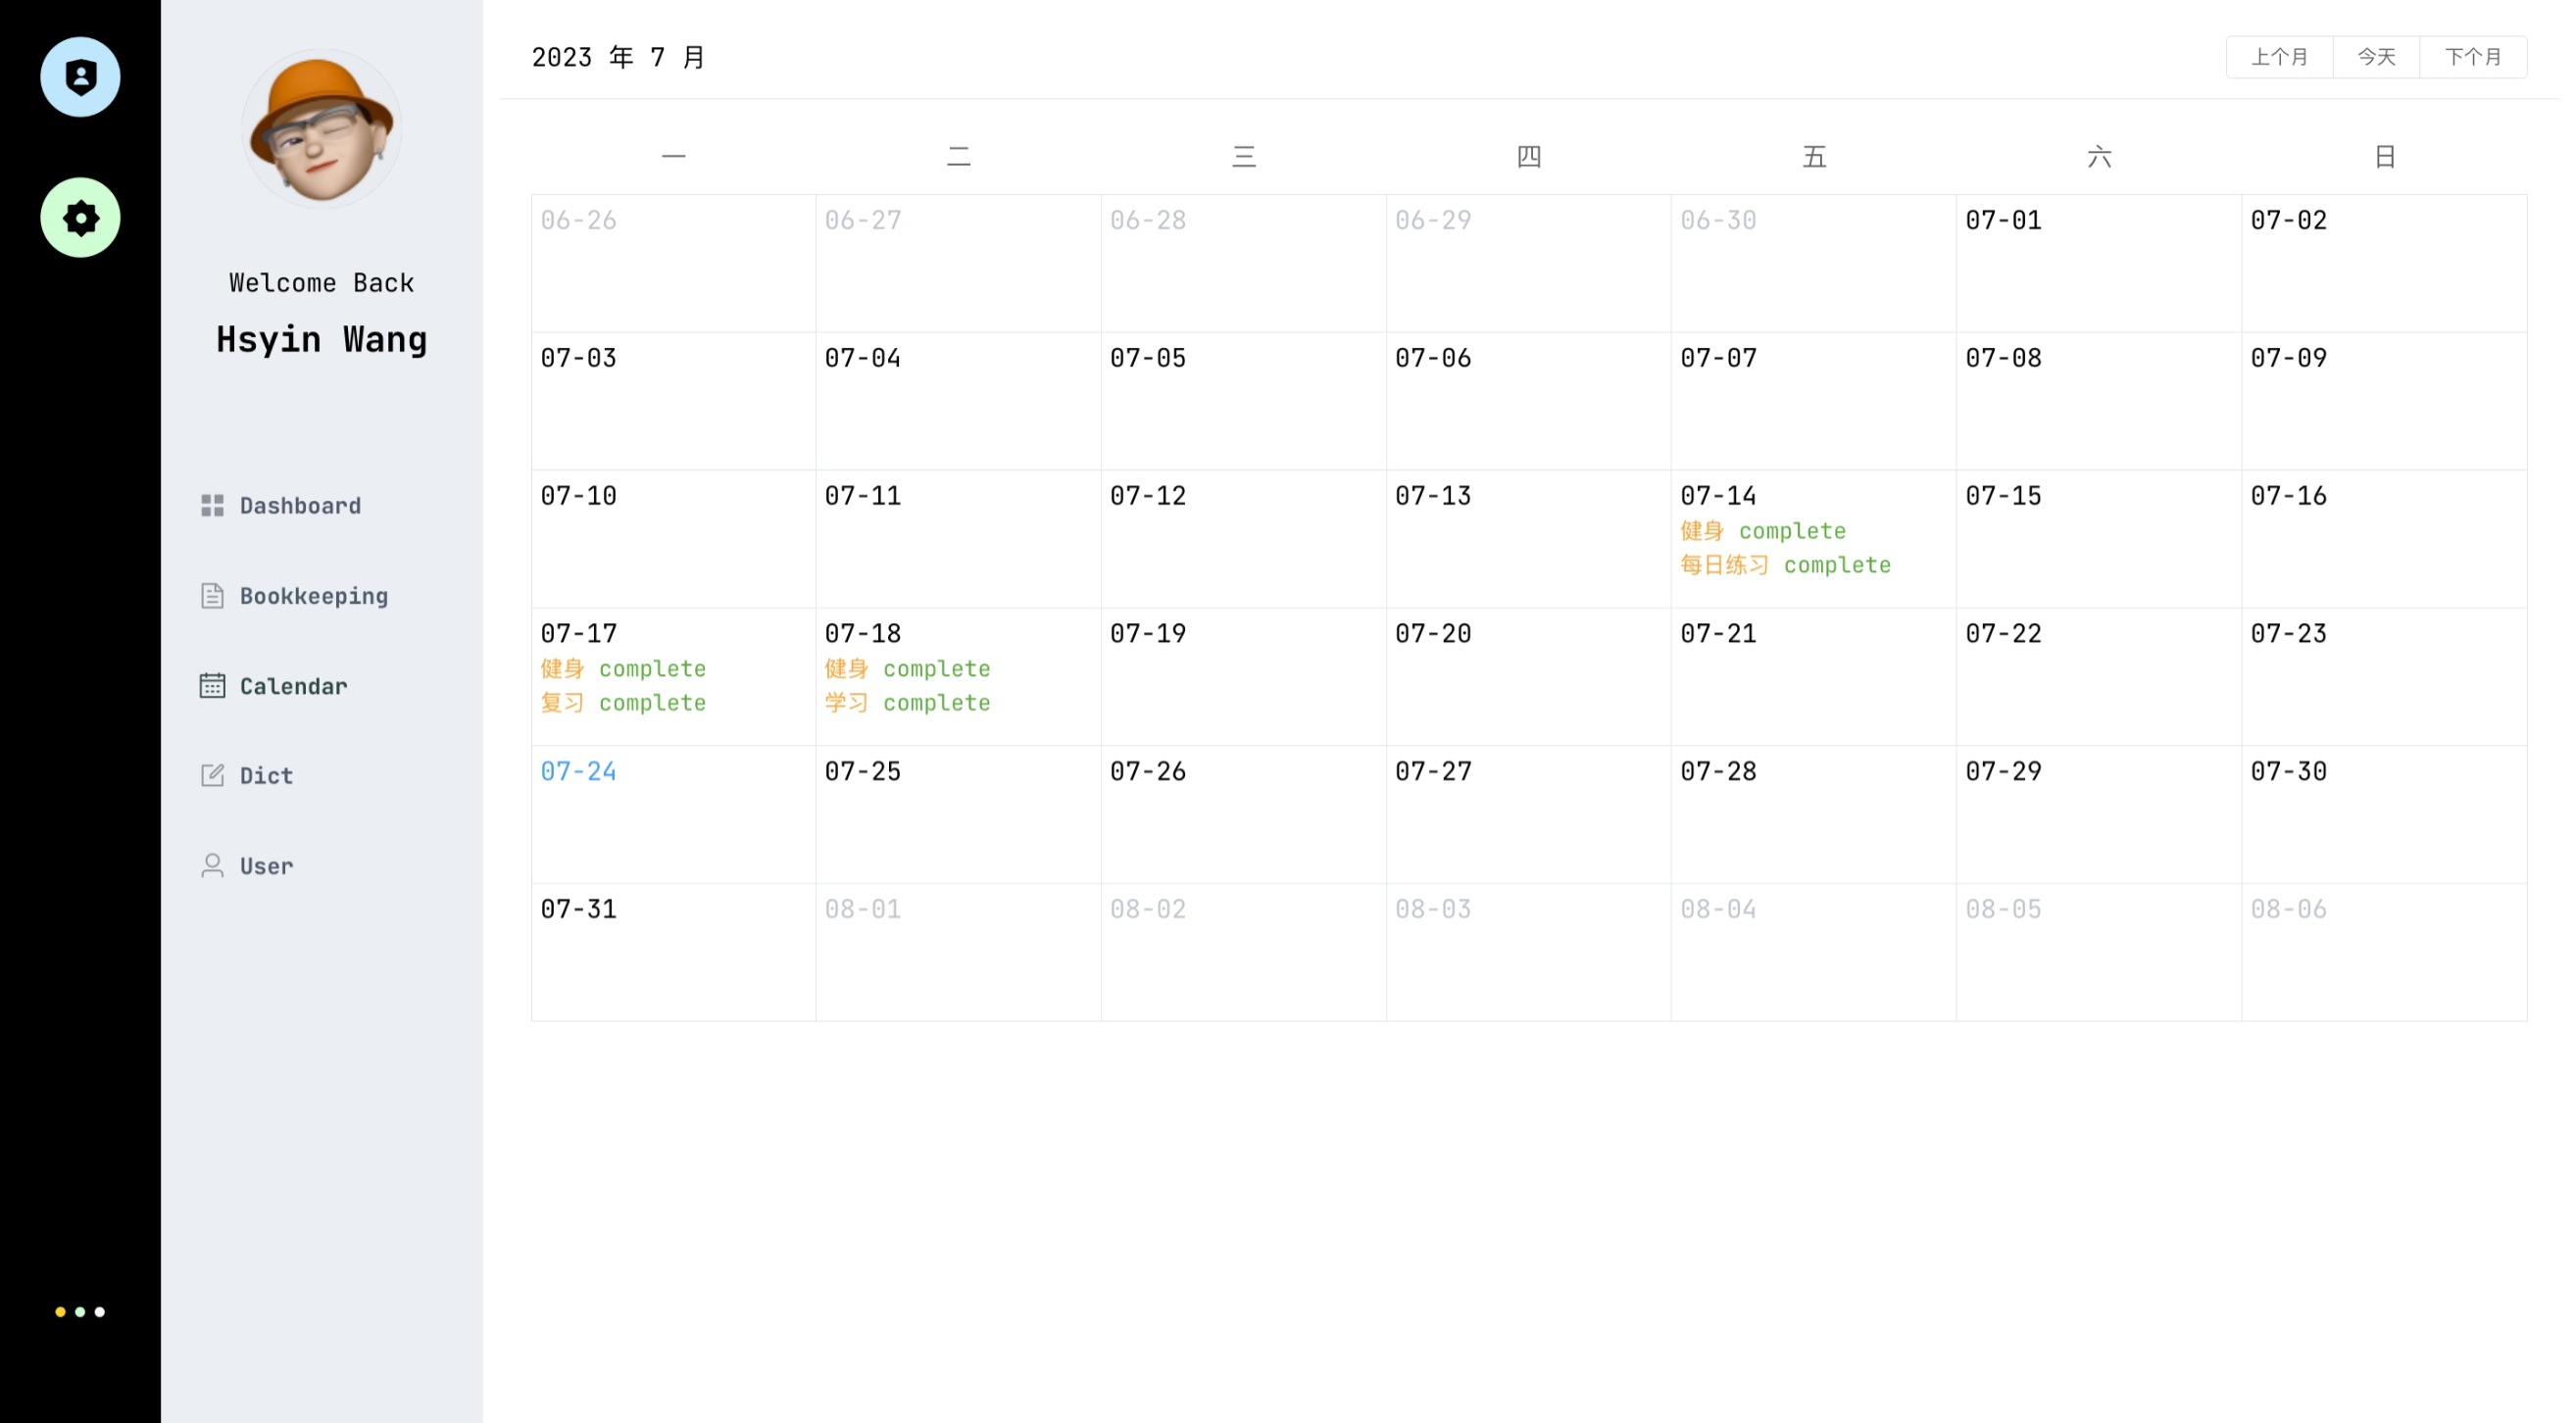 Welcome Back
Hsyin Wang
Dashboard
Bookkeeping
Calendar
Dict
User
2023 年 7 月
上个月 今天 下个月
一 二 三 四 五 六 日
06-26 06-27 06-28 06-29 06-30 07-01 07-02
07-03 07-04 07-05 07-06 07-07 07-08 07-09
07-10 07-11 07-12 07-13 07-14 07-15 07-16
健身 complete
每日练习 complete
07-17 07-18 07-19 07-20 07-21 07-22 07-23
健身 complete 健身 complete
复习 complete 学习 complete
07-24 07-25 07-26 07-27 07-28 07-29 07-30
07-31 08-01 08-02 08-03 08-04 08-05 08-06